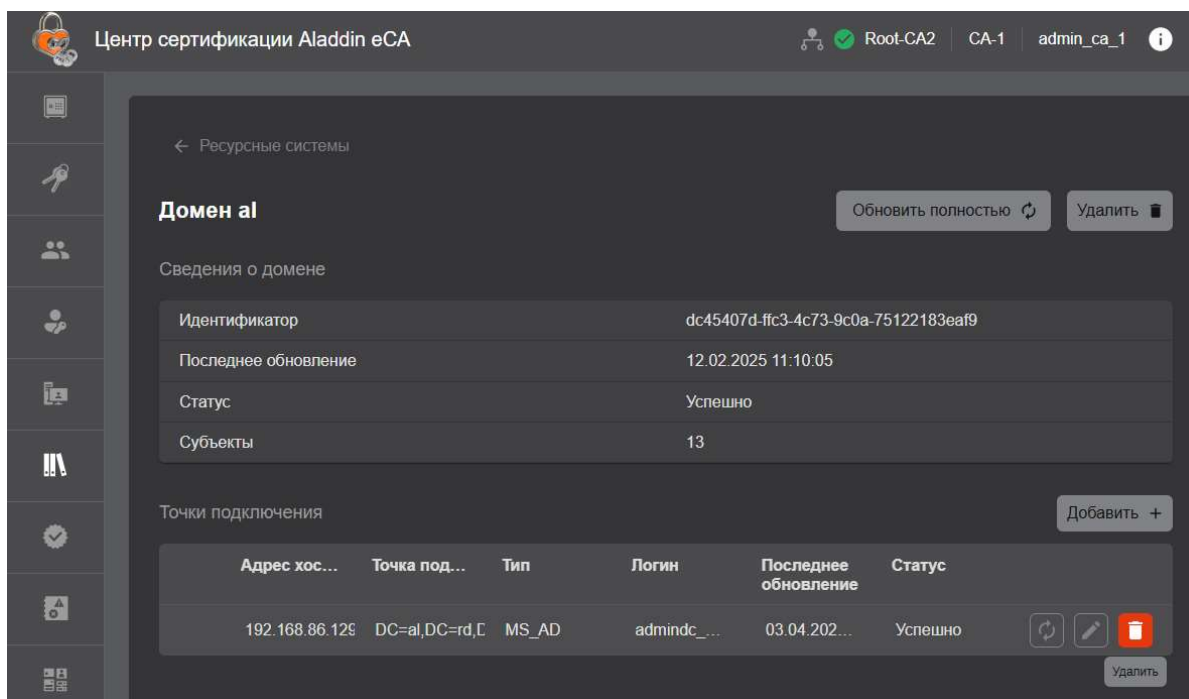 Центр сертификации Aladdin eCA Root-CA2 CA-1 admin_ca_1
Ресурсные системы
Домен al Обновить полностью Удалить
Сведения о домене
Идентификатор dc45407d-ffc3-4c73-9c0a-75122183eaf9
Последнее обновление 12.02.2025 11:10:05
Статус Успешно
Субъекты 13
Точки подключения Добавить +
Адрес хос... Точка под... Тип Логин Последнее обновление Статус
192.168.86.129 DC=al,DC=rd,D MS_AD admindc_... 03.04.202... Успешно
Удалить